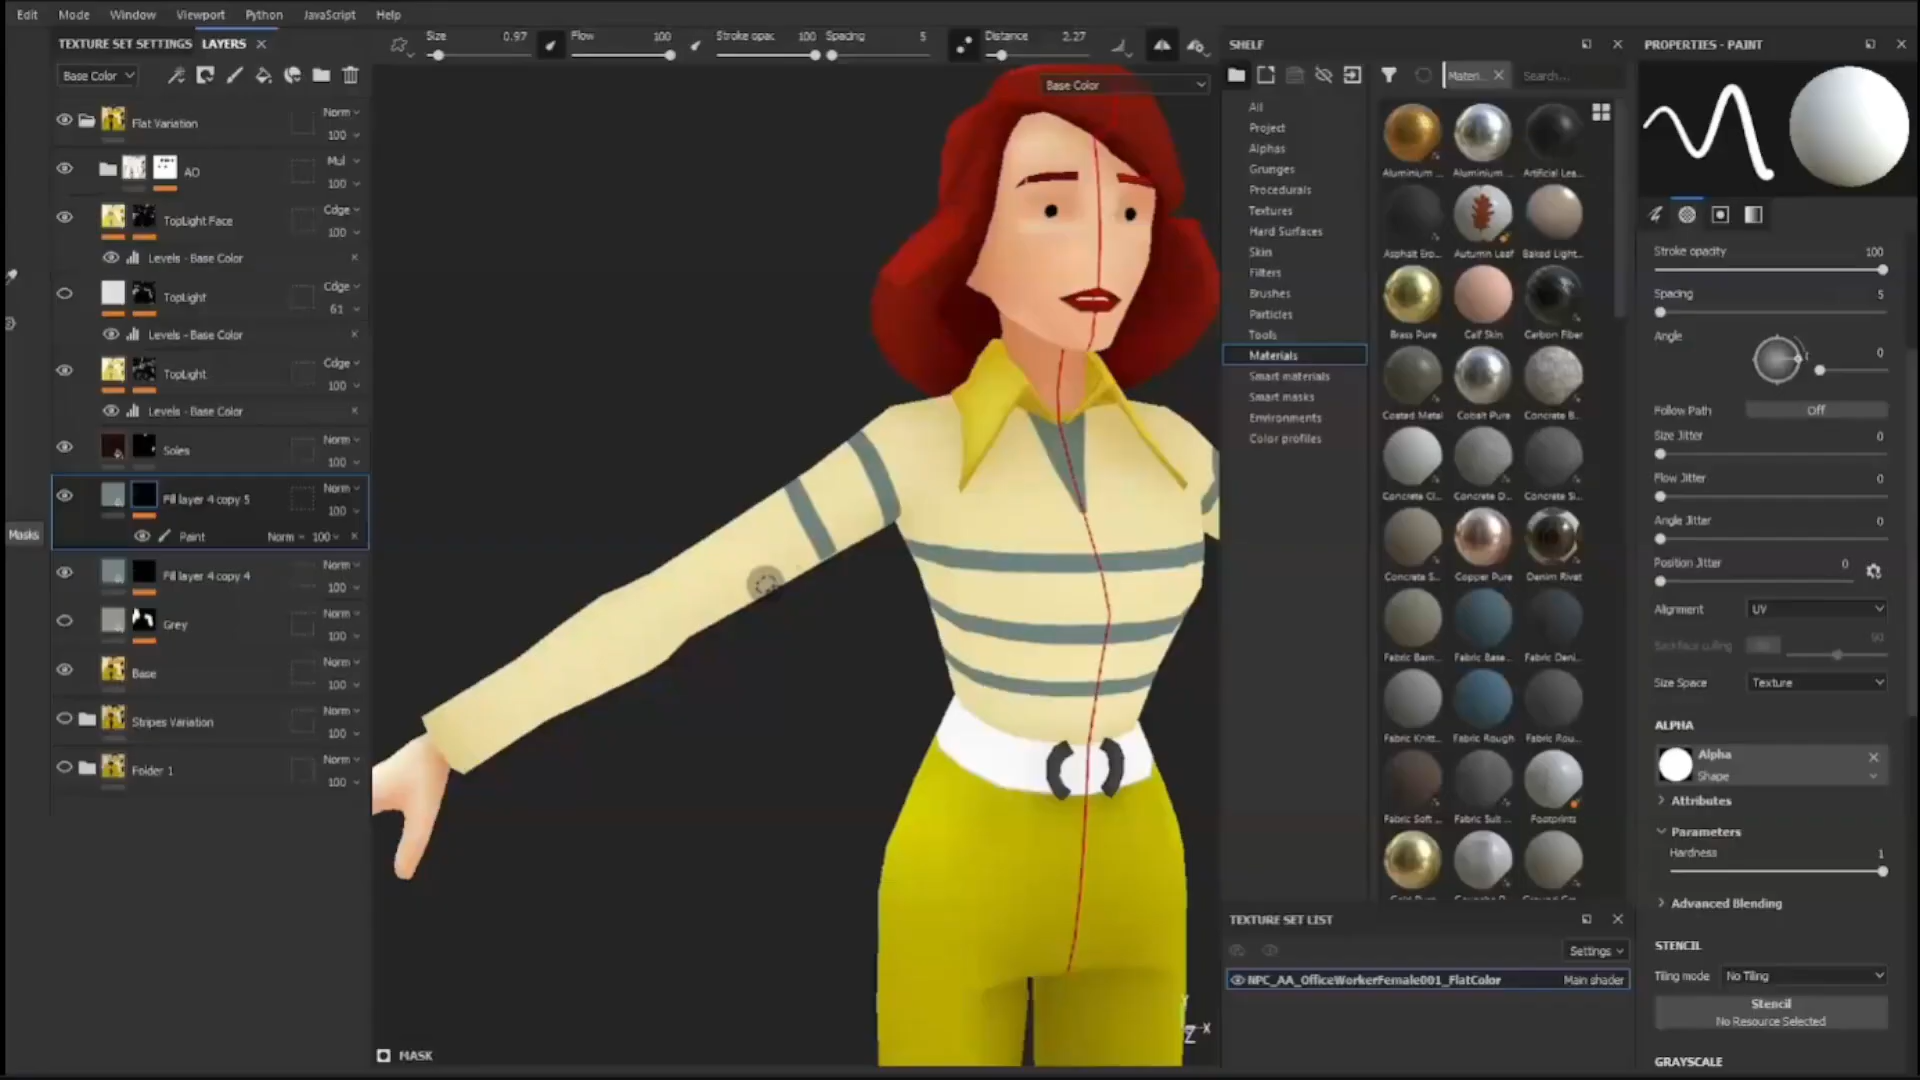 Edit Mode Window Viewport Python JavaScript Help
TEXTURE SET SETTINGS LAYERS
Base Color
Flat Variation Norm 100
AO Mul 100
TopLight Face Cdge 100
Levels - Base Color
TopLight Cdge 61
Levels - Base Color
TopLight Cdge 100
Levels - Base Color
Soles Norm 100
Fill layer 4 copy 5 Norm 100
Paint Norm 100
Masks
Fill layer 4 copy 4 Norm 100
Grey Norm 100
Base Norm 100
Stripes Variation Norm 100
Folder 1 Norm 100
Size 0.97 Flow 100 Stroke opac 100 Spacing 5 Distance 2.27
Base Color
MASK
Y
Z X
SHELF
Materi... Search...
All
Project
Alphas
Grunges
Procedurals
Textures
Hard Surfaces
Skin
Filters
Brushes
Particles
Tools
Materials
Smart materials
Smart masks
Environments
Color profiles
Aluminium ... Aluminium ... Artificial Lea...
Asphalt Ero... Autumn Leaf Baked Light...
Brass Pure Calf Skin Carbon Fiber
Coated Metal Cobalt Pure Concrete B...
Concrete Cl... Concrete D... Concrete Si...
Concrete S... Copper Pure Denim Rivet
Fabric Bam... Fabric Base... Fabric Deni...
Fabric Knitt... Fabric Rough Fabric Rou...
Fabric Soft ... Fabric Suit ... Footprints
TEXTURE SET LIST
Settings
NPC_AA_OfficeWorkerFemale001_FlatColor Main shader
PROPERTIES - PAINT
Stroke opacity 100
Spacing 5
Angle 0
Follow Path Off
Size Jitter 0
Flow Jitter 0
Angle Jitter 0
Position Jitter 0
Alignment UV
Backface culling 90
Size Space Texture
ALPHA
Alpha
Shape
Attributes
Parameters
Hardness 1
Advanced Blending
STENCIL
Tiling mode No Tiling
Stencil
No Resource Selected
GRAYSCALE